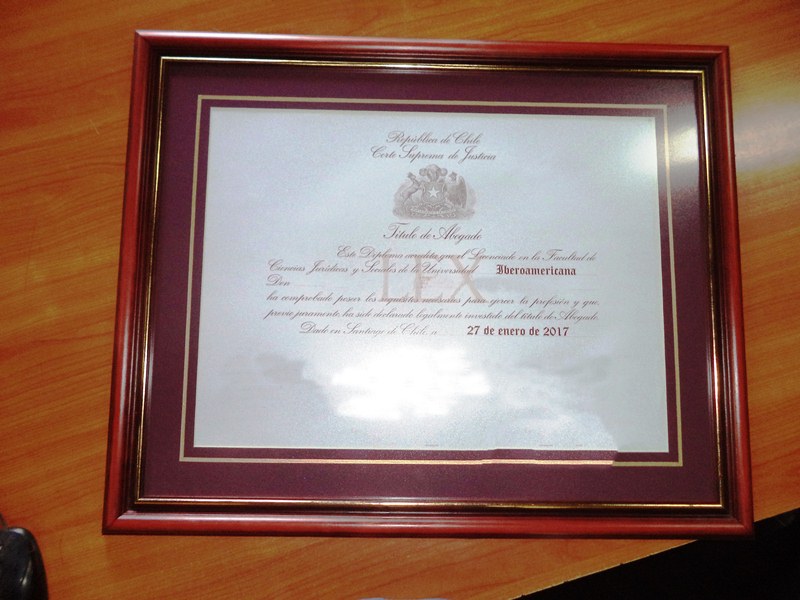 República de Chile
Corte Suprema de Justicia
Título de Abogado
Este Diploma acredita que el Licenciado en la Facultad de
Ciencias Jurídicas y Sociales de la Universidad Iberoamericana
Don
ha comprobado poseer los requisitos necesarios para ejercer la profesión y que,
previo juramento, ha sido declarado legalmente investido del título de Abogado.
Dado en Santiago de Chile, a 27 de enero de 2017
LEX